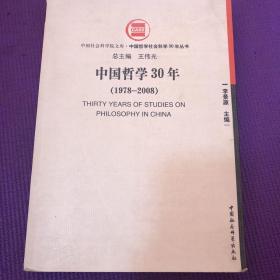 中国社会科学院文库·中国哲学社会科学30年丛书
总主编 王伟光
中国哲学30年
(1978—2008)
THIRTY YEARS OF STUDIES ON
PHILOSOPHY IN CHINA
李景源 主编
中国社会科学出版社